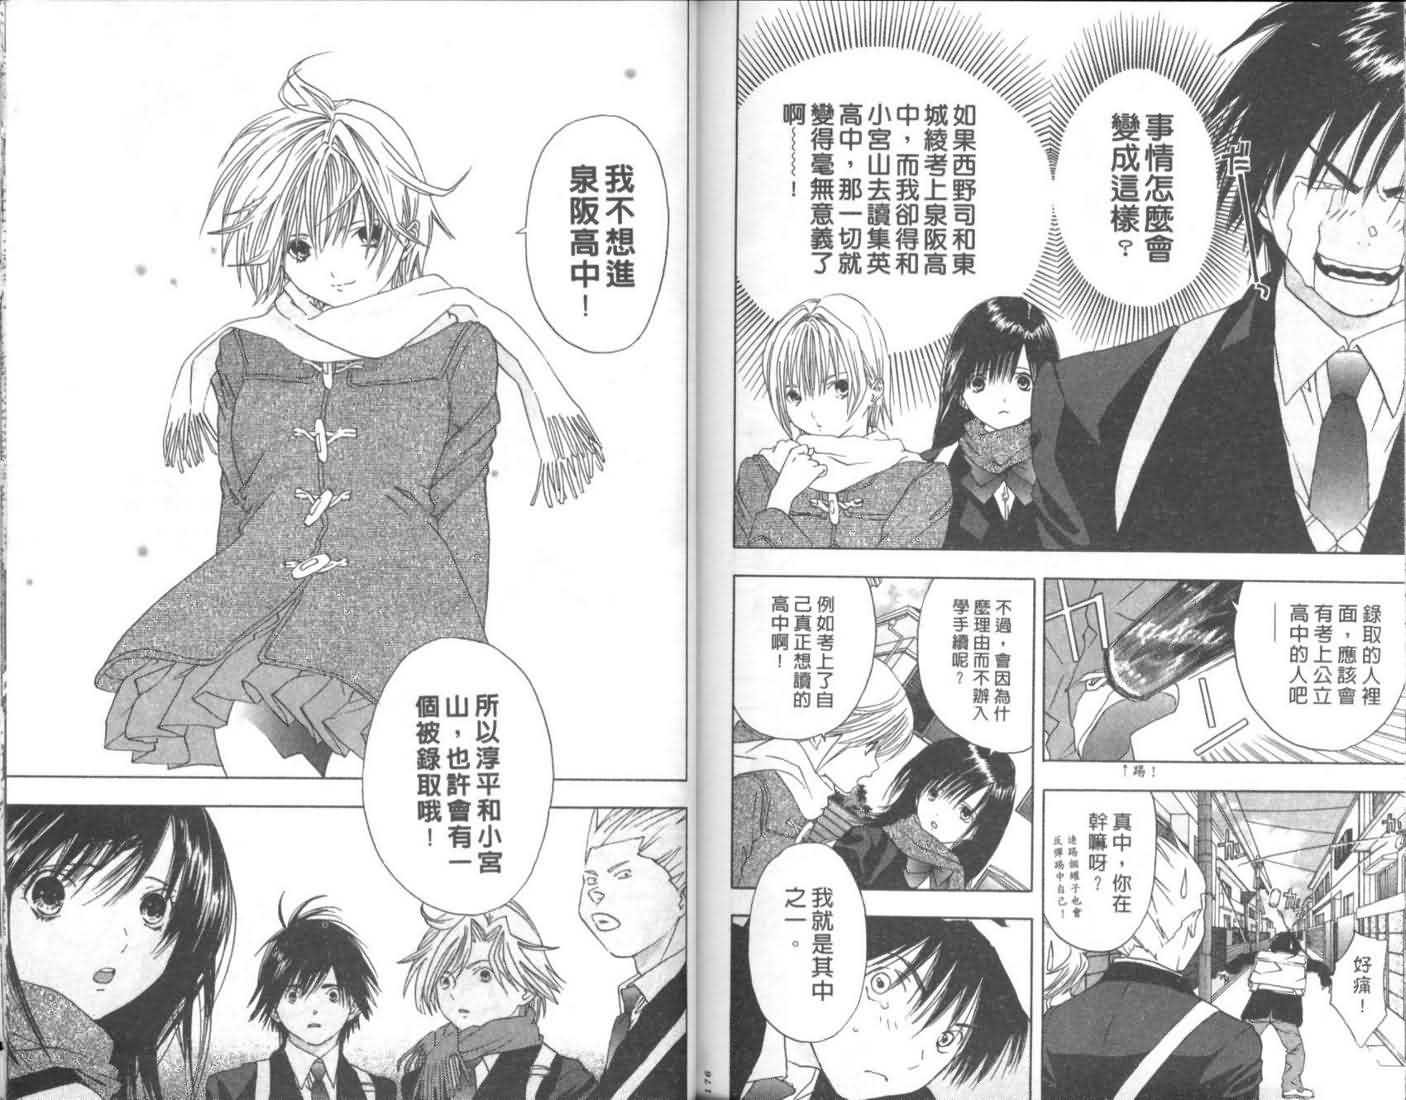 事情怎麼會
變成這樣？
如果西野司和東
城綾考上泉阪高
中，而我卻得和
小宮山去讀集英
高中，那一切就
變得毫無意義了
啊～～～！
錄取的人裡
面，應該會
有考上公立
高中的人吧
——
↑踢！
不過，會因為什
麼理由而不辦入
學手續呢？
例如考上了自
己真正想讀的
高中啊！
好痛！
真中，你在
幹嘛呀？
連踢個罐子也會
反彈踢中自己！
我就是其中
之一。
176
我不想進
泉阪高中！
所以淳平和小宮
山，也許會有一
個被錄取哦！